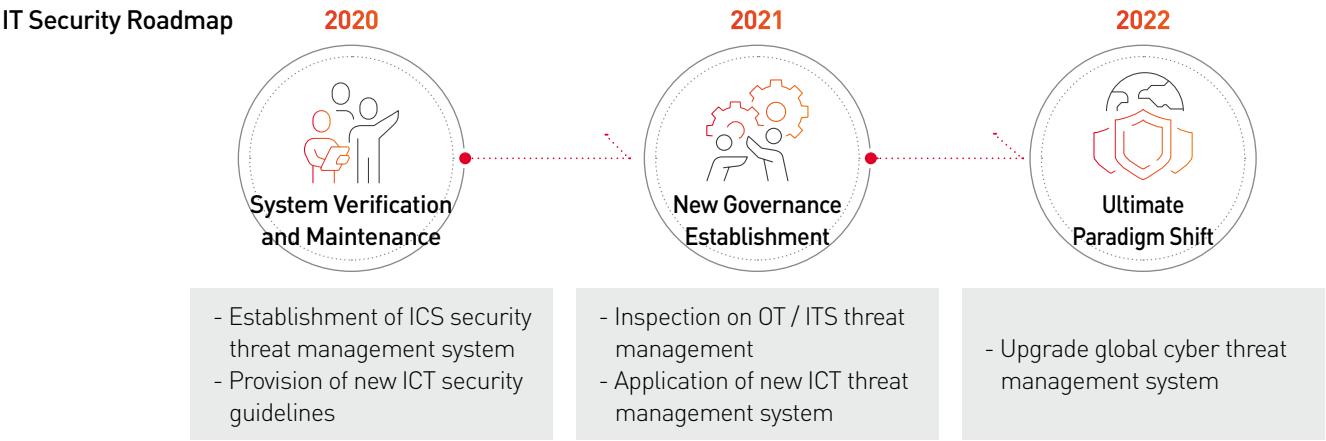 IT Security Roadmap
2020
2021
2022
System Verification
and Maintenance
New Governance
Establishment
Ultimate
Paradigm Shift
- Establishment of ICS security
threat management system
- Provision of new ICT security
guidelines
- Inspection on OT / ITS threat
management
- Application of new ICT threat
management system
- Upgrade global cyber threat
management system